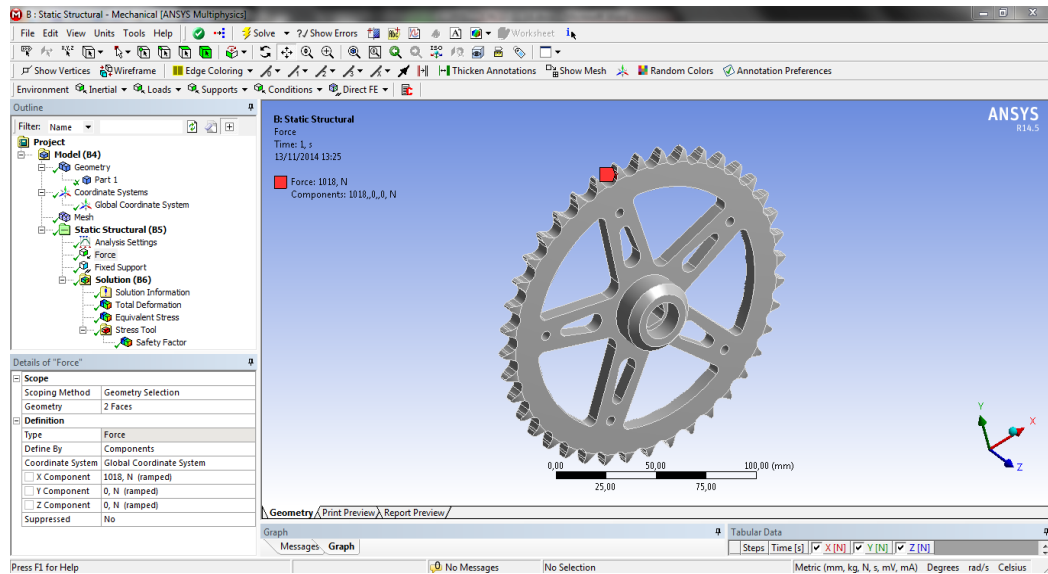 B : Static Structural - Mechanical [ANSYS Multiphysics]
File Edit View Units Tools Help Solve ?./ Show Errors A Worksheet
Show Vertices Wireframe Edge Coloring Thicken Annotations Show Mesh Random Colors Annotation Preferences
Environment Inertial Loads Supports Conditions Direct FE
Outline
Filter: Name
Project
Model (B4)
Geometry
Part 1
Coordinate Systems
Global Coordinate System
Mesh
Static Structural (B5)
Analysis Settings
Force
Fixed Support
Solution (B6)
Solution Information
Total Deformation
Equivalent Stress
Stress Tool
Safety Factor
Details of "Force"
Scope
Scoping Method Geometry Selection
Geometry 2 Faces
Definition
Type Force
Define By Components
Coordinate System Global Coordinate System
X Component 1018, N (ramped)
Y Component 0, N (ramped)
Z Component 0, N (ramped)
Suppressed No
B: Static Structural
Force
Time: 1, s
13/11/2014 13:25
Force: 1018, N
Components: 1018,,0,,0, N
ANSYS
R14.5
Y
X
Z
0,00 50,00 100,00 (mm)
25,00 75,00
Geometry Print Preview Report Preview
Graph
Messages Graph
Tabular Data
Steps Time [s] X [N] Y [N] Z [N]
Press F1 for Help No Messages No Selection Metric (mm, kg, N, s, mV, mA) Degrees rad/s Celsius